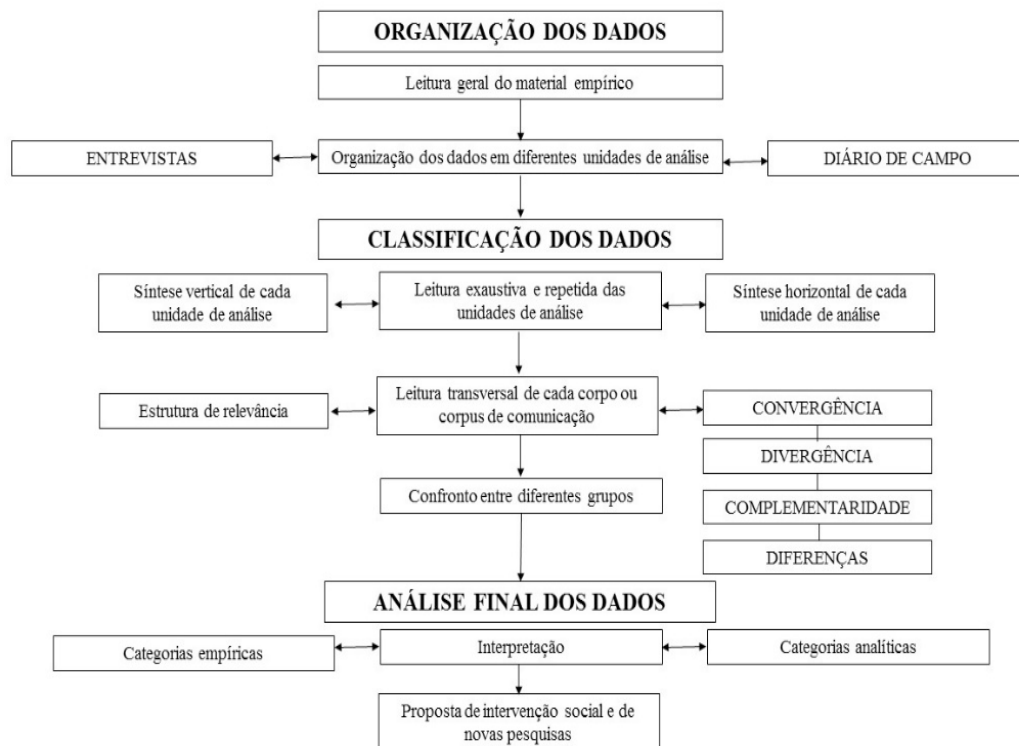 ORGANIZAÇÃO DOS DADOS
Leitura geral do material empírico
ENTREVISTAS
Organização dos dados em diferentes unidades de análise
DIÁRIO DE CAMPO
CLASSIFICAÇÃO DOS DADOS
Síntese vertical de cada
unidade de análise
Leitura exaustiva e repetida das
unidades de análise
Síntese horizontal de cada
unidade de análise
Estrutura de relevância
Leitura transversal de cada corpo ou
corpus de comunicação
CONVERGÊNCIA
DIVERGÊNCIA
Confronto entre diferentes grupos
COMPLEMENTARIDADE
DIFERENÇAS
ANÁLISE FINAL DOS DADOS
Categorias empíricas
Interpretação
Categorias analíticas
Proposta de intervenção social e de
novas pesquisas